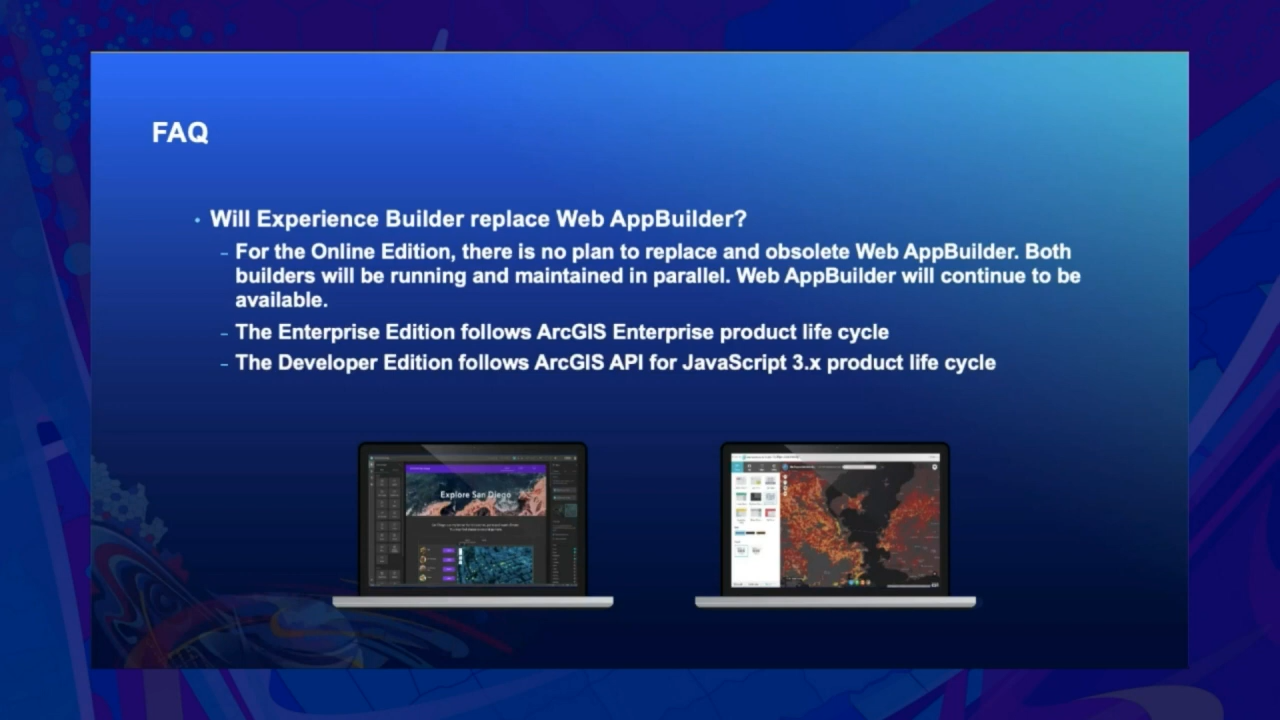 FAQ
• Will Experience Builder replace Web AppBuilder?
– For the Online Edition, there is no plan to replace and obsolete Web AppBuilder. Both
builders will be running and maintained in parallel. Web AppBuilder will continue to be
available.
– The Enterprise Edition follows ArcGIS Enterprise product life cycle
– The Developer Edition follows ArcGIS API for JavaScript 3.x product life cycle
Explore San Diego